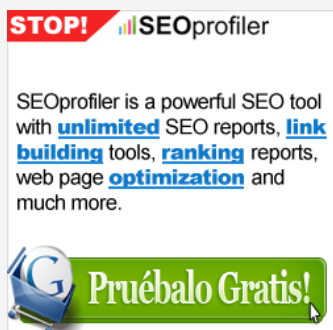 STOP! SEOprofiler
SEOprofiler is a powerful SEO tool
with unlimited SEO reports, link
building tools, ranking reports,
web page optimization and
much more.
G Pruébalo Gratis!